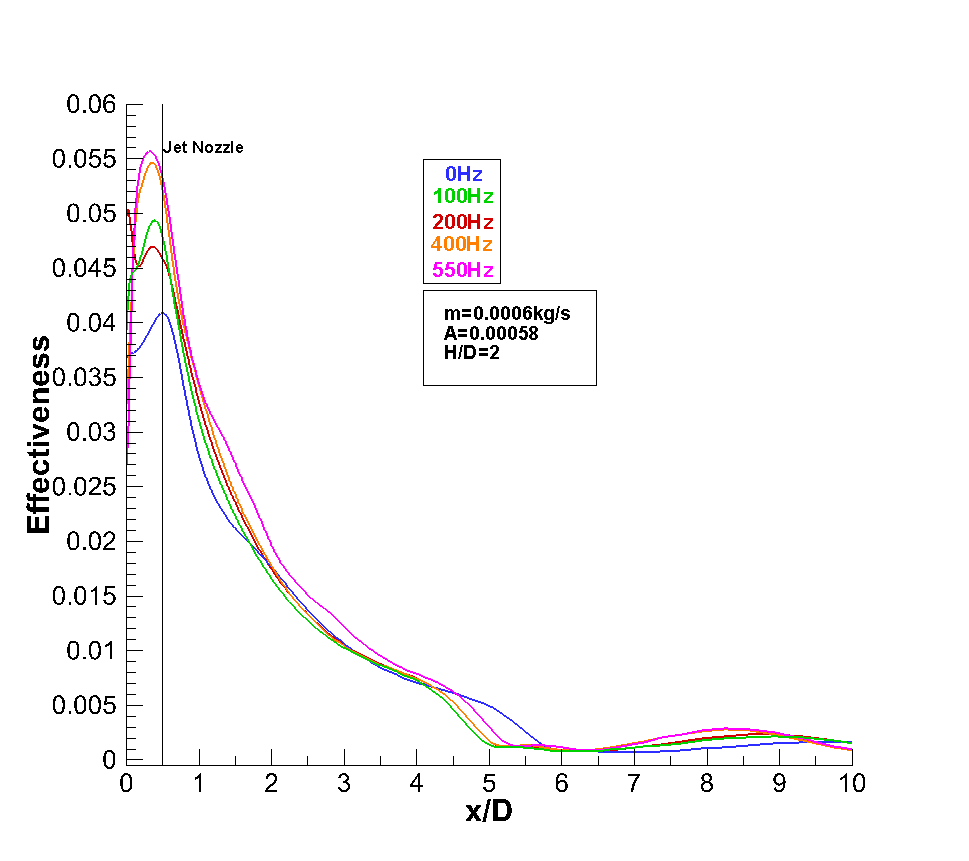 0.06
0.055
0.05
0.045
0.04
0.035
0.03
0.025
0.02
0.015
0.01
0.005
0
Effectiveness
Jet Nozzle
0Hz
100Hz
200Hz
400Hz
550Hz
m=0.0006kg/s
A=0.00058
H/D=2
0 1 2 3 4 5 6 7 8 9 10
x/D